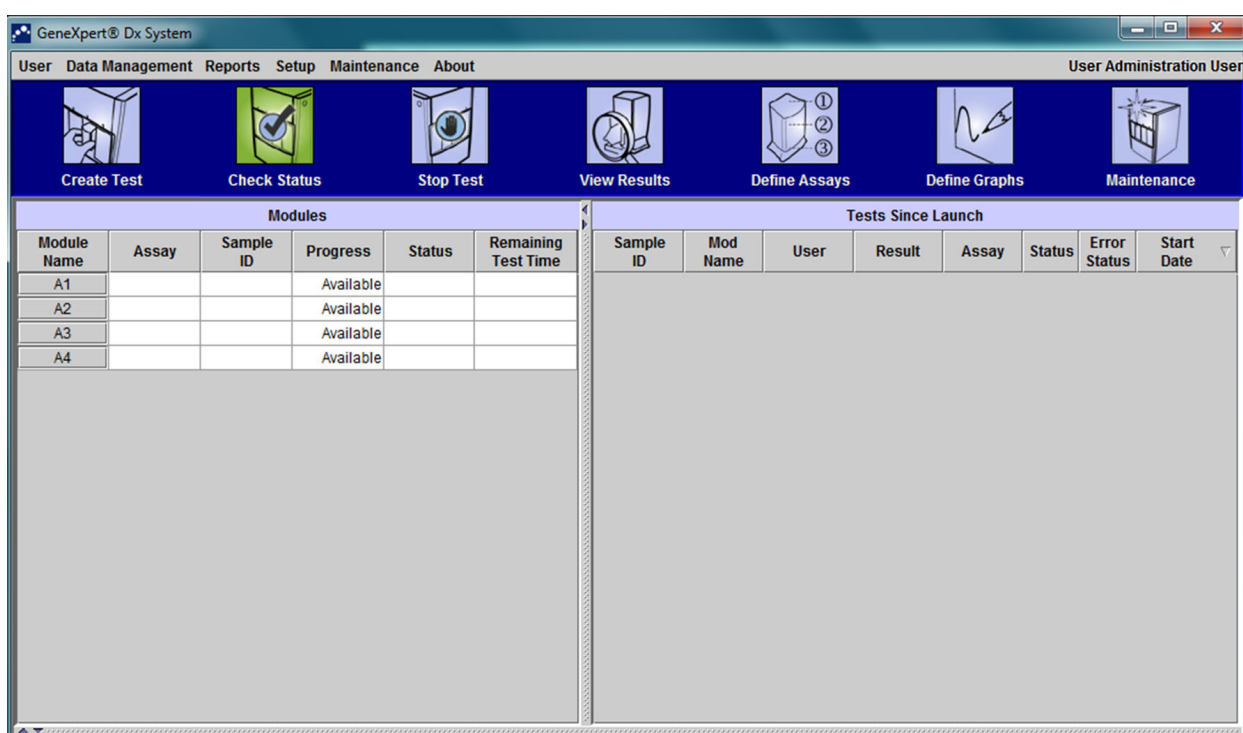 GeneXpert® Dx System
User Data Management Reports Setup Maintenance About User Administration User
① ② ③
Create Test Check Status Stop Test View Results Define Assays Define Graphs Maintenance
Modules
Module Name Assay Sample ID Progress Status Remaining Test Time
A1 Available
A2 Available
A3 Available
A4 Available
Tests Since Launch
Sample ID Mod Name User Result Assay Status Error Status Start Date